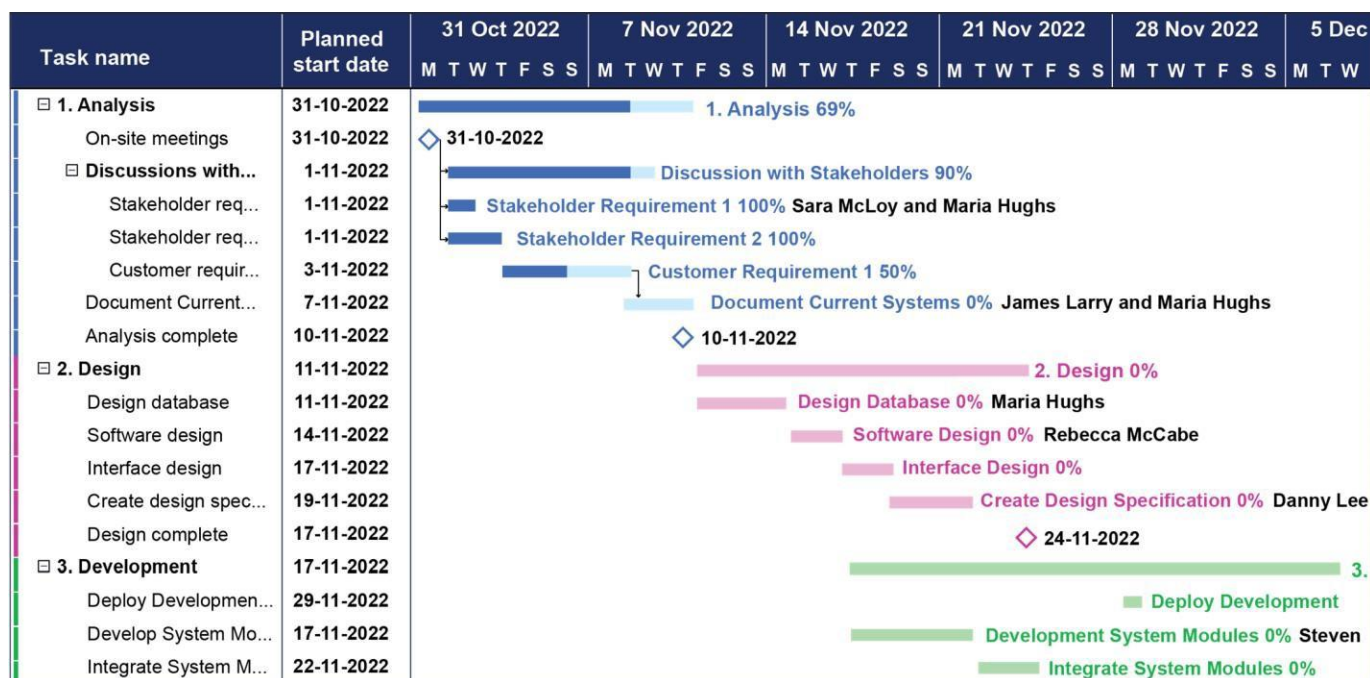 Task name Planned start date 31 Oct 2022 7 Nov 2022 14 Nov 2022 21 Nov 2022 28 Nov 2022 5 Dec
M T W T F S S M T W T F S S M T W T F S S M T W T F S S M T W T F S S M T W
1. Analysis 31-10-2022 1. Analysis 69%
On-site meetings 31-10-2022 31-10-2022
Discussions with... 1-11-2022 Discussion with Stakeholders 90%
Stakeholder req... 1-11-2022 Stakeholder Requirement 1 100% Sara McLoy and Maria Hughs
Stakeholder req... 1-11-2022 Stakeholder Requirement 2 100%
Customer requir... 3-11-2022 Customer Requirement 1 50%
Document Current... 7-11-2022 Document Current Systems 0% James Larry and Maria Hughs
Analysis complete 10-11-2022 10-11-2022
2. Design 11-11-2022 2. Design 0%
Design database 11-11-2022 Design Database 0% Maria Hughs
Software design 14-11-2022 Software Design 0% Rebecca McCabe
Interface design 17-11-2022 Interface Design 0%
Create design spec... 19-11-2022 Create Design Specification 0% Danny Lee
Design complete 17-11-2022 24-11-2022
3. Development 17-11-2022 3.
Deploy Developmen... 29-11-2022 Deploy Development
Develop System Mo... 17-11-2022 Development System Modules 0% Steven
Integrate System M... 22-11-2022 Integrate System Modules 0%